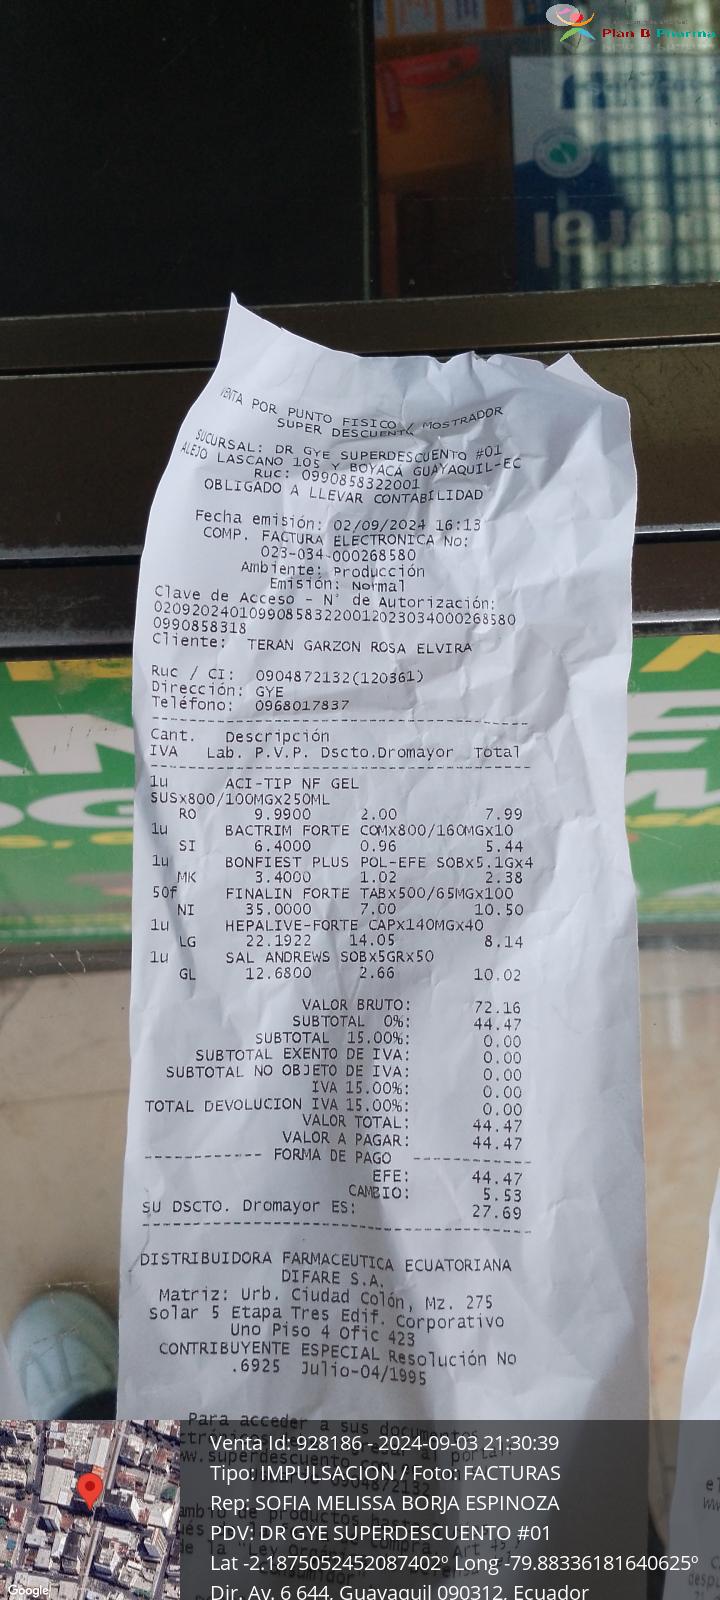 Plan B Pharma
VENTA POR PUNTO FISICO / MOSTRADOR
SUPER DESCUENTO
SUCURSAL: DR GYE SUPERDESCUENTO #01
ALEJO LASCANO 105 Y BOYACA GUAYAQUIL-EC
Ruc: 0990858322001
OBLIGADO A LLEVAR CONTABILIDAD
Fecha emisión: 02/09/2024 16:13
COMP. FACTURA ELECTRONICA No:
023-034-000268580
Ambiente: Producción
Emisión: Normal
Clave de Acceso - N° de Autorización:
020920240109908583220012023034000268580
0990858318
Cliente: TERAN GARZON ROSA ELVIRA
Ruc / CI: 0904872132(120361)
Dirección: GYE
Teléfono: 0968017837
Cant. Descripción
IVA Lab. P.V.P. Dscto.Dromayor Total
1u ACI-TIP NF GEL
SUSx800/100MGx250ML
RO 9.9900 2.00 7.99
1u BACTRIM FORTE COMx800/160MGx10
SI 6.4000 0.96 5.44
1u BONFIEST PLUS POL-EFE SOBx5.1Gx4
MK 3.4000 1.02 2.38
50f FINALIN FORTE TABx500/65MGx100
NI 35.0000 7.00 10.50
1u HEPALIVE-FORTE CAPx140MGx40
LG 22.1922 14.05 8.14
1u SAL ANDREWS SOBx5GRx50
GL 12.6800 2.66 10.02
VALOR BRUTO: 72.16
SUBTOTAL 0%: 44.47
SUBTOTAL 15.00%: 0.00
SUBTOTAL EXENTO DE IVA: 0.00
SUBTOTAL NO OBJETO DE IVA: 0.00
IVA 15.00%: 0.00
TOTAL DEVOLUCION IVA 15.00%: 0.00
VALOR TOTAL: 44.47
VALOR A PAGAR: 44.47
------------ FORMA DE PAGO ------------
EFE: 44.47
CAMBIO: 5.53
SU DSCTO. Dromayor ES: 27.69
DISTRIBUIDORA FARMACEUTICA ECUATORIANA
DIFARE S.A.
Matriz: Urb. Ciudad Colón, Mz. 275
Solar 5 Etapa Tres Edif. Corporativo
Uno Piso 4 Ofic 423
CONTRIBUYENTE ESPECIAL Resolución No
.6925 Julio-04/1995
Para acceder a sus documentos
Venta Id: 928186 - 2024-09-03 21:30:39
Tipo: IMPULSACION / Foto: FACTURAS
Rep: SOFIA MELISSA BORJA ESPINOZA
PDV: DR GYE SUPERDESCUENTO #01
Lat -2.1875052452087402º Long -79.88336181640625º
Dir. Av. 6 644, Guayaquil 090312, Ecuador
Google